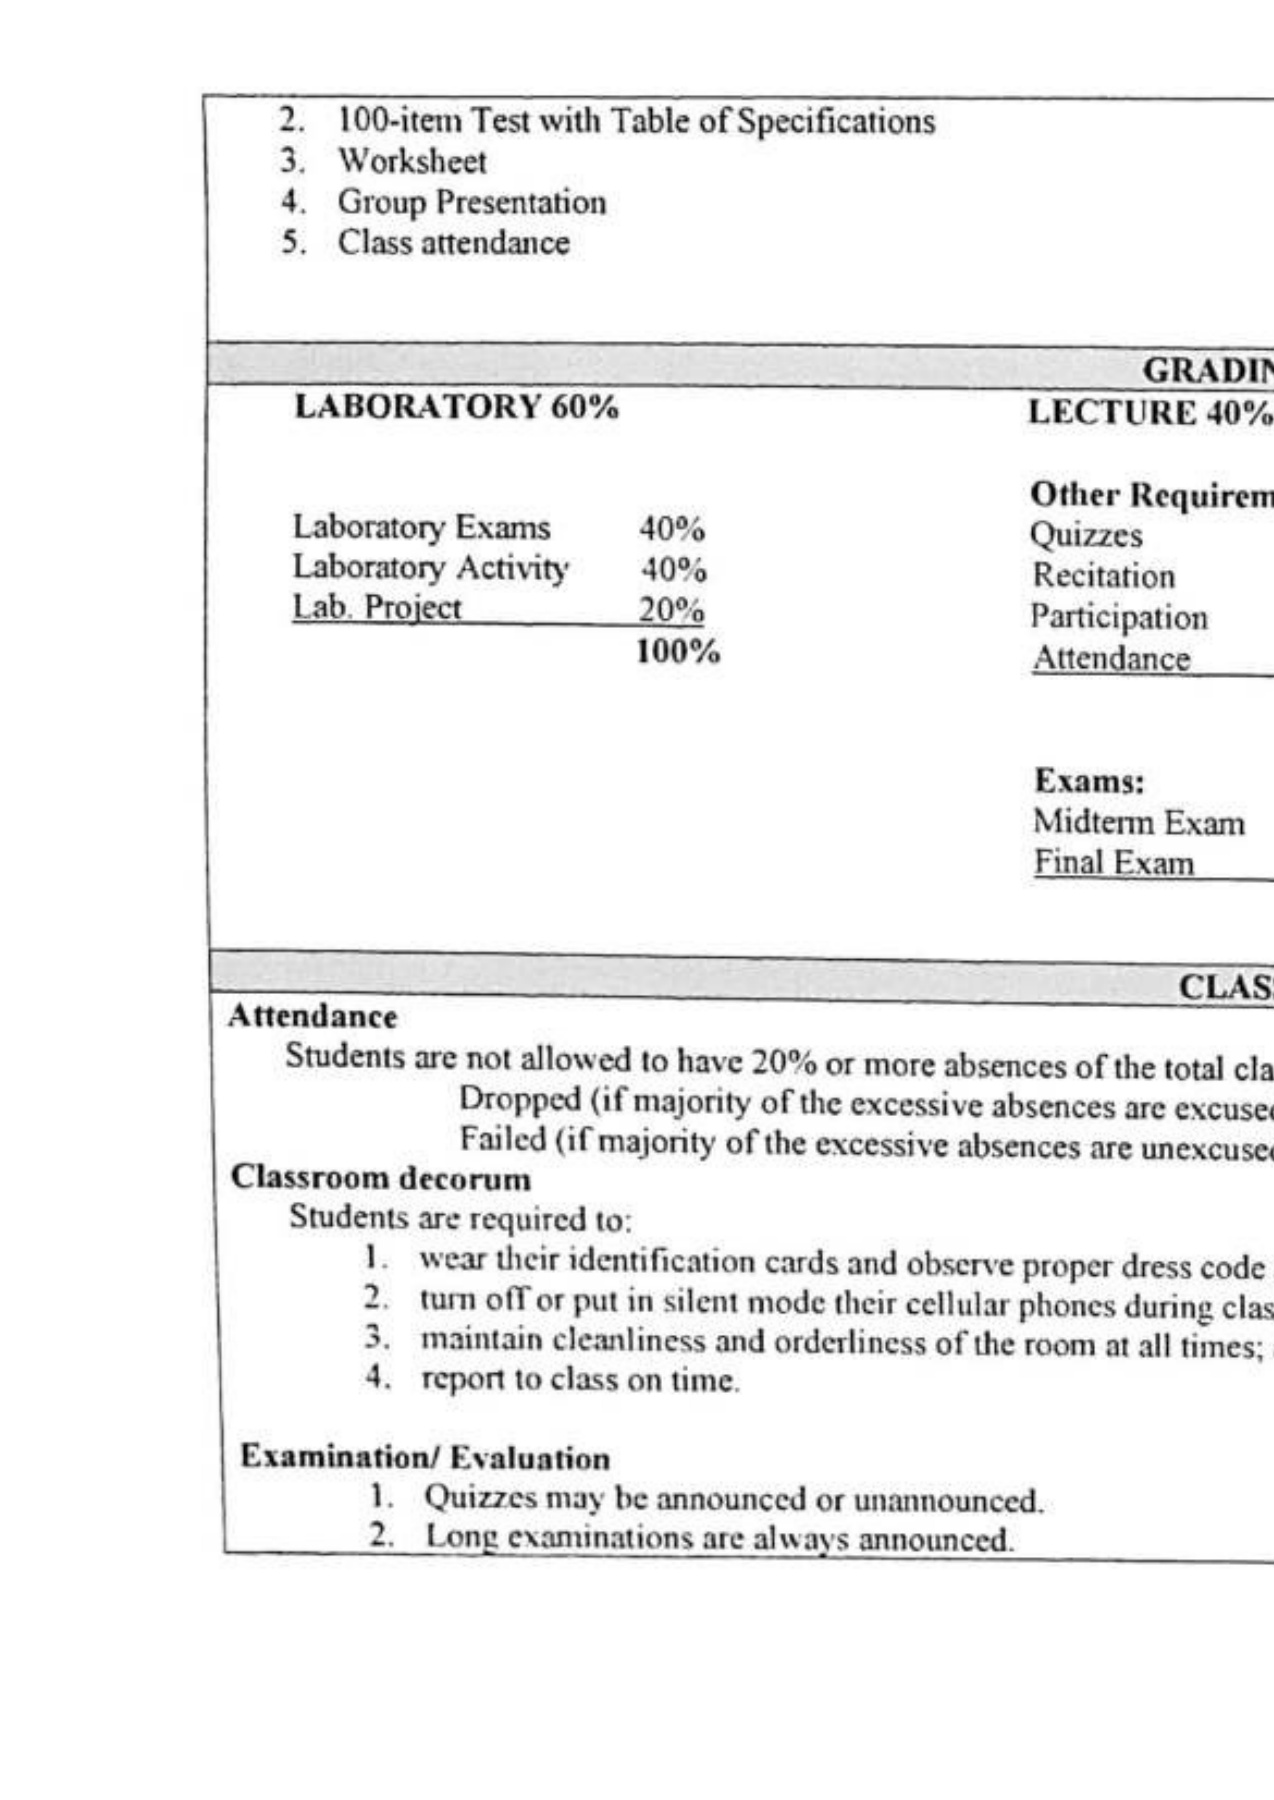 2. 100-item Test with Table of Specifications
3. Worksheet
4. Group Presentation
5. Class attendance
GRADIN
LABORATORY 60%
Laboratory Exams 40%
Laboratory Activity 40%
Lab. Project 20%
100%
LECTURE 40%
Other Requirem
Quizzes
Recitation
Participation
Attendance
Exams:
Midterm Exam
Final Exam
CLAS
Attendance
Students are not allowed to have 20% or more absences of the total cla
Dropped (if majority of the excessive absences are excuse
Failed (if majority of the excessive absences are unexcuse
Classroom decorum
Students are required to:
1. wear their identification cards and observe proper dress code
2. turn off or put in silent mode their cellular phones during clas
3. maintain cleanliness and orderliness of the room at all times;
4. report to class on time.
Examination/ Evaluation
1. Quizzes may be announced or unannounced.
2. Long examinations are always announced.